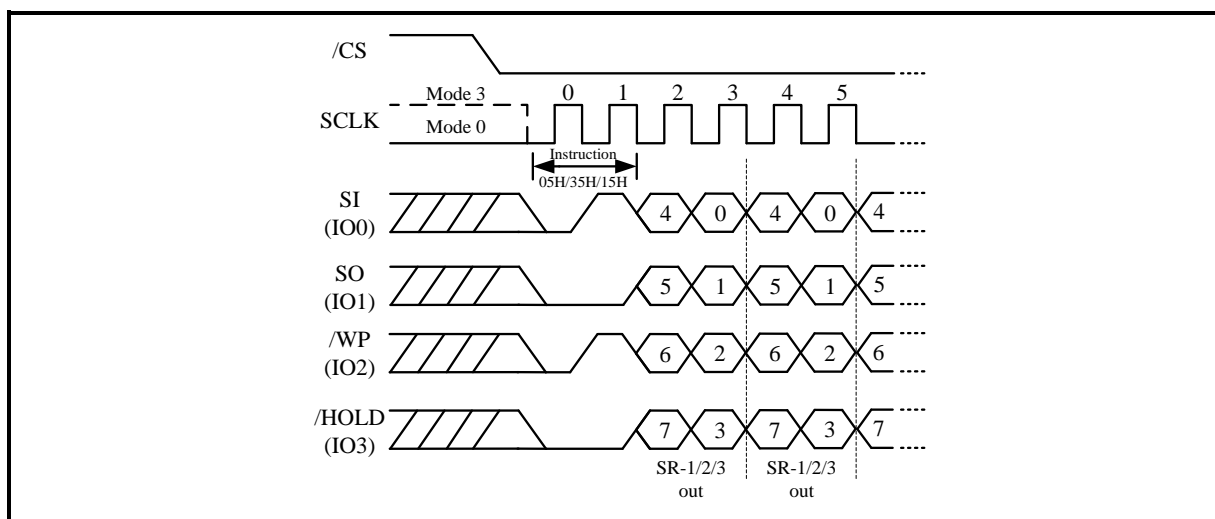 /CS
Mode 3
0 1 2 3 4 5
SCLK
Mode 0
Instruction
05H/35H/15H
SI
(IO0)
4 0 4 0 4
SO
(IO1)
5 1 5 1 5
/WP
(IO2)
6 2 6 2 6
/HOLD
(IO3)
7 3 7 3 7
SR-1/2/3
out
SR-1/2/3
out